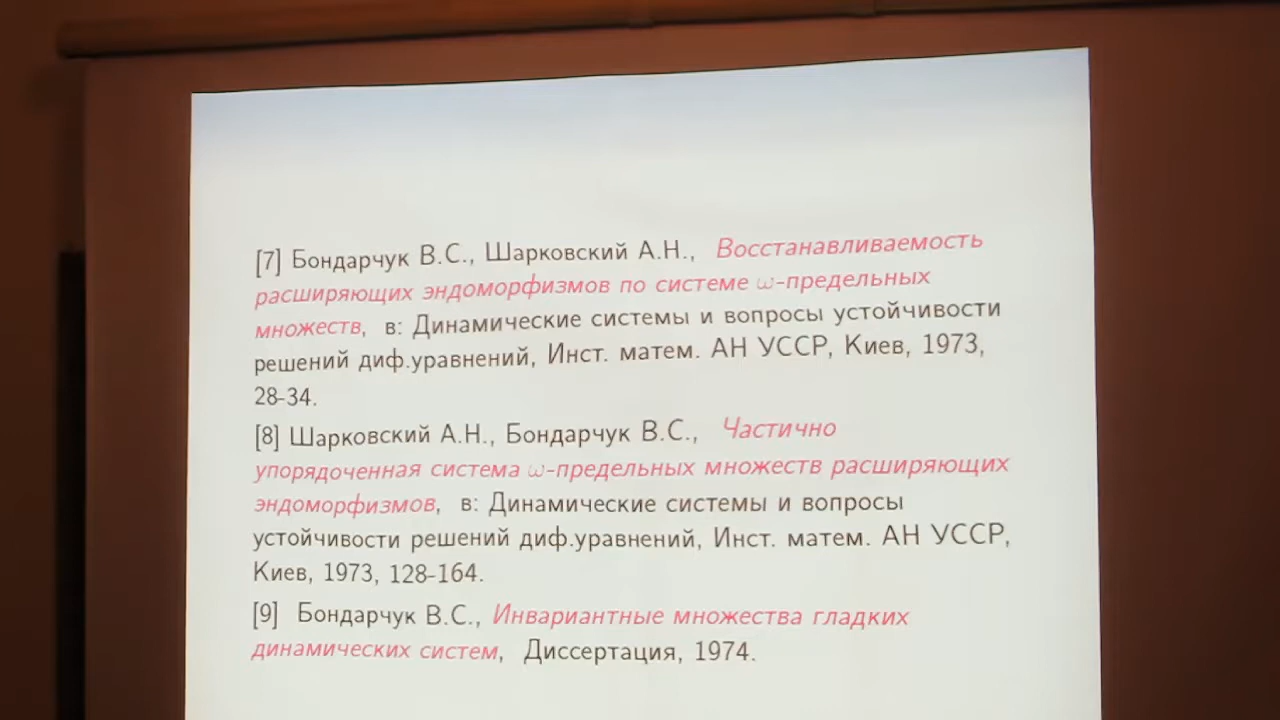 [7] Бондарчук В.С., Шарковский А.Н., Восстанавливаемость
расширяющих эндоморфизмов по системе ω-предельных
множеств, в: Динамические системы и вопросы устойчивости
решений диф.уравнений, Инст. матем. АН УССР, Киев, 1973,
28-34.
[8] Шарковский А.Н., Бондарчук В.С., Частично
упорядоченная система ω-предельных множеств расширяющих
эндоморфизмов, в: Динамические системы и вопросы
устойчивости решений диф.уравнений, Инст. матем. АН УССР,
Киев, 1973, 128-164.
[9] Бондарчук В.С., Инвариантные множества гладких
динамических систем, Диссертация, 1974.